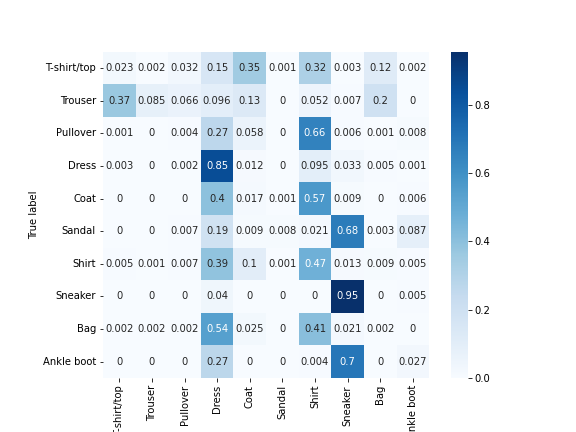 T-shirt/top 0.023 0.002 0.032 0.15 0.35 0.001 0.32 0.003 0.12 0.002
Trouser 0.37 0.085 0.066 0.096 0.13 0 0.052 0.007 0.2 0
Pullover 0.001 0 0.004 0.27 0.058 0 0.66 0.006 0.001 0.008
Dress 0.003 0 0.002 0.85 0.012 0 0.095 0.033 0.005 0.001
Coat 0 0 0 0.4 0.017 0.001 0.57 0.009 0 0.006
Sandal 0 0 0.007 0.19 0.009 0.008 0.021 0.68 0.003 0.087
Shirt 0.005 0.001 0.007 0.39 0.1 0.001 0.47 0.013 0.009 0.005
Sneaker 0 0 0 0.04 0 0 0 0.95 0 0.005
Bag 0.002 0.002 0.002 0.54 0.025 0 0.41 0.021 0.002 0
Ankle boot 0 0 0 0.27 0 0 0.004 0.7 0 0.027
True label
-shirt/top
Trouser
Pullover
Dress
Coat
Sandal
Shirt
Sneaker
Bag
nkle boot
0.8
0.6
0.4
0.2
0.0